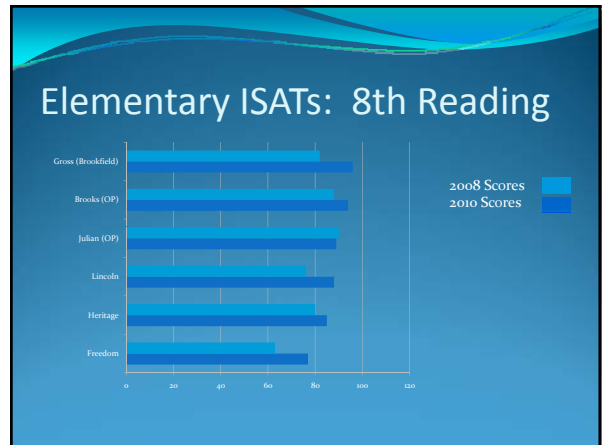 Elementary ISATs: 8th Reading
Gross (Brookfield)
Brooks (OP)
Julian (OP)
Lincoln
Heritage
Freedom
0 20 40 60 80 100 120
2008 Scores
2010 Scores